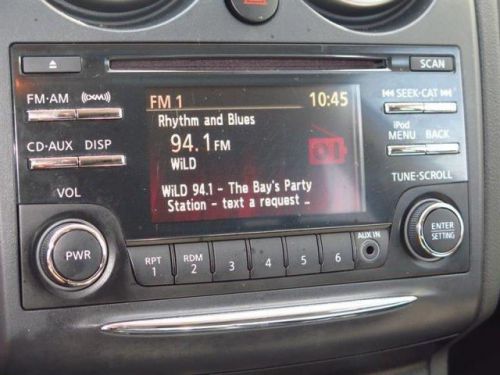 SCAN
FM·AM
XM
SEEK·CAT
FM 1
10:45
Rhythm and Blues
94.1 FM
WiLD
iPod
MENU
BACK
CD·AUX
DISP
WiLD 94.1 - The Bay's Party
Station - text a request _
VOL
TUNE·SCROLL
PWR
RPT
1
RDM
2
3
4
5
6
AUX IN
ENTER
SETTING